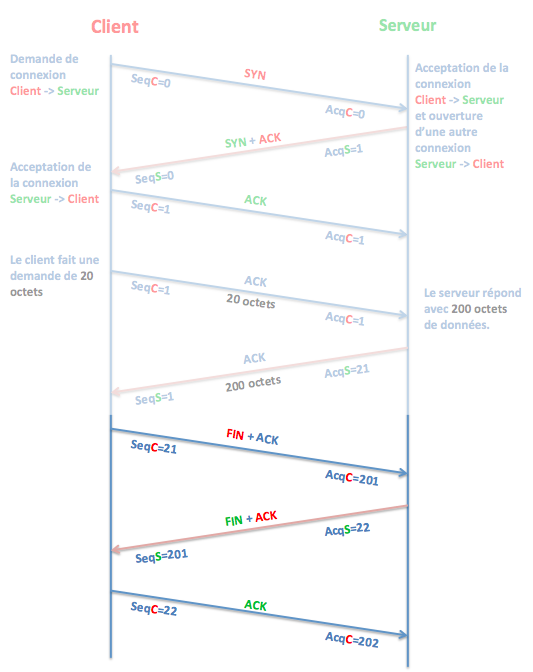 Client
Serveur
Demande de
connexion
Client -> Serveur
SYN
SeqC=0
AcqC=0
Acceptation de la
connexion
Client -> Serveur
et ouverture
d'une autre
connexion
Serveur -> Client
SYN + ACK
AcqS=1
SeqS=0
Acceptation de
la connexion
Serveur -> Client
ACK
SeqC=1
AcqC=1
Le client fait une
demande de 20
octets
ACK
SeqC=1
20 octets
AcqC=1
Le serveur répond
avec 200 octets
de données.
ACK
AcqS=21
200 octets
SeqS=1
FIN + ACK
SeqC=21
AcqC=201
FIN + ACK
AcqS=22
SeqS=201
ACK
SeqC=22
AcqC=202